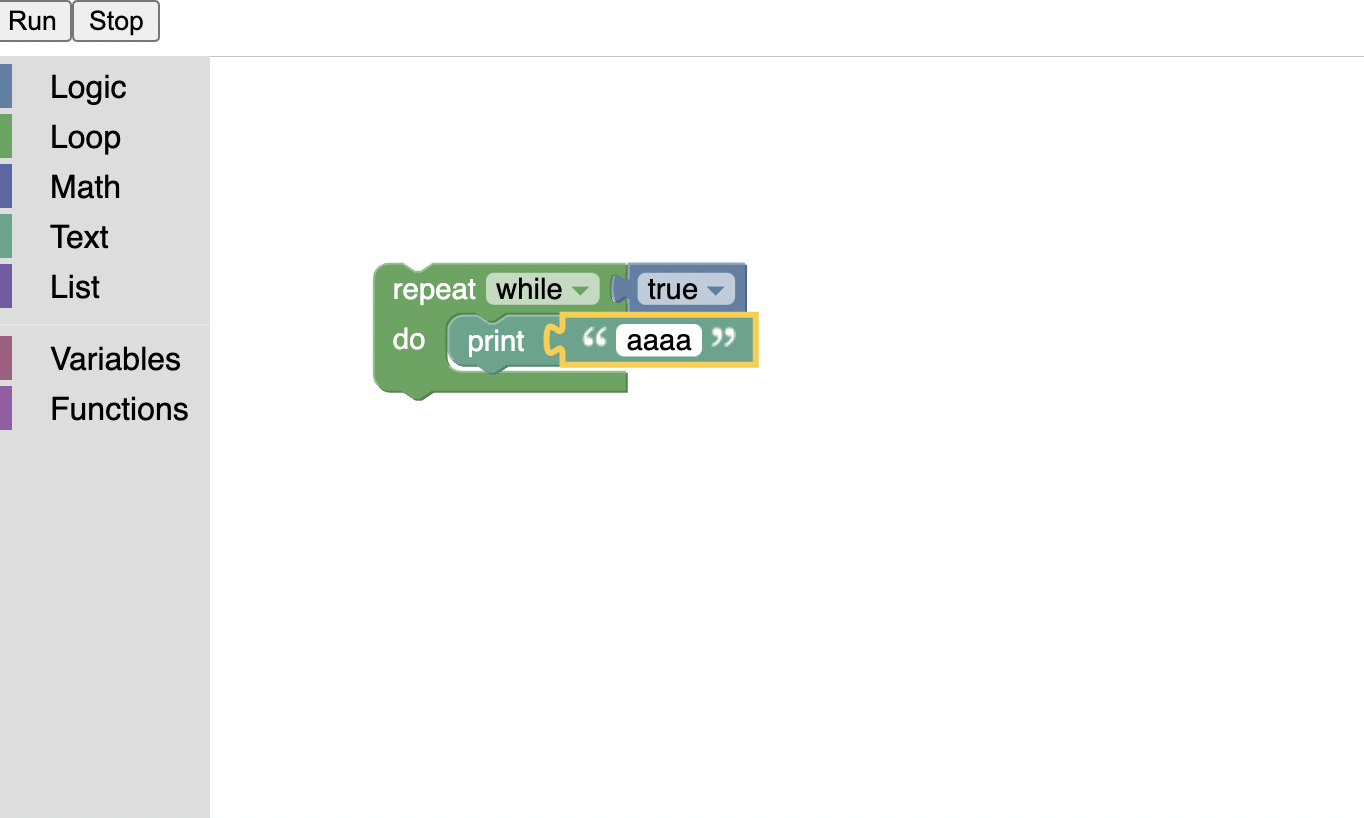 Run Stop
Logic
Loop
Math
Text
List
Variables
Functions
repeat while true
do print “ aaaa ”